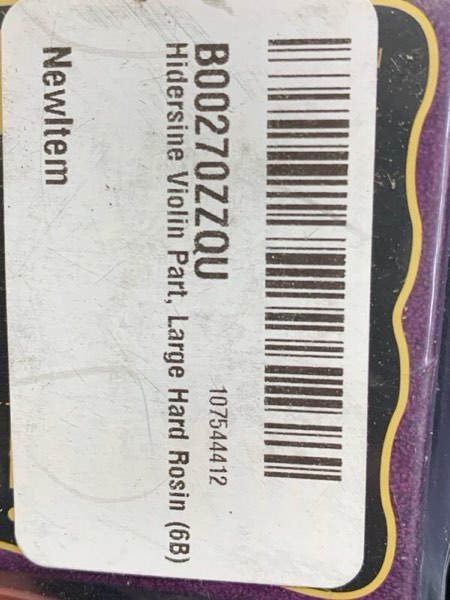 B00270ZZQU
107544412
Hidersine Violin Part, Large Hard Rosin (6B)
NewItem